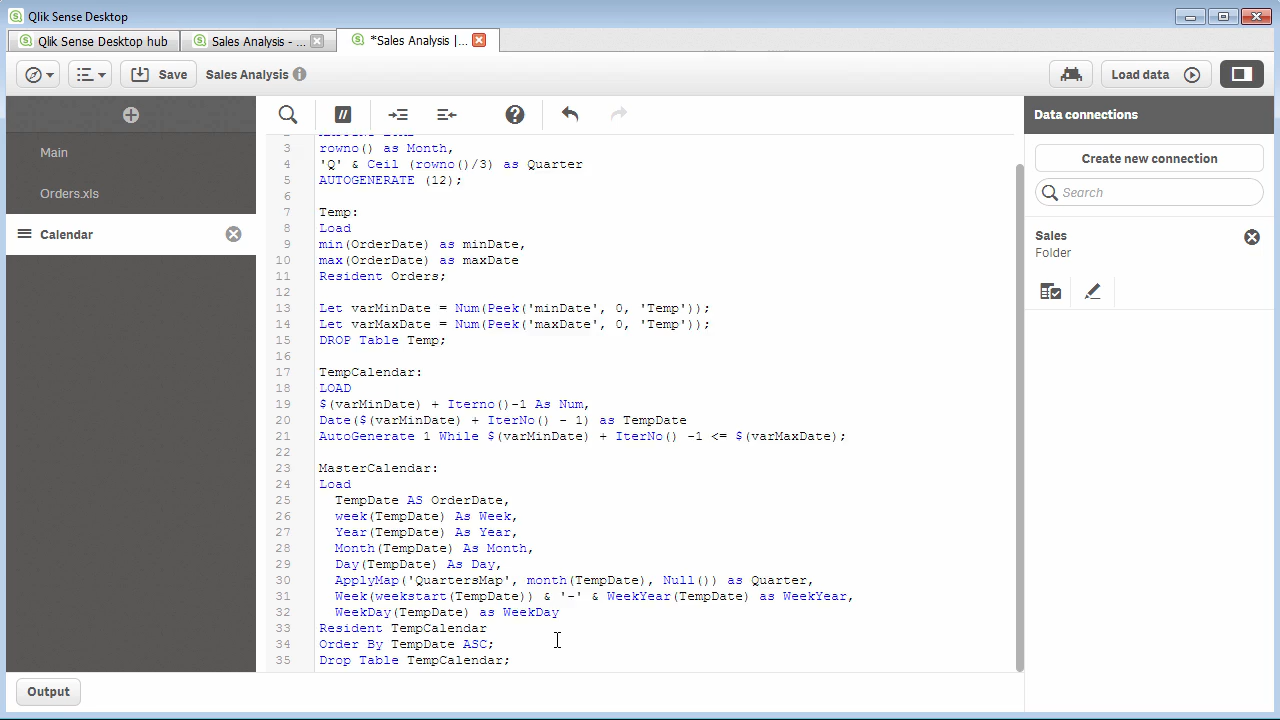 Qlik Sense Desktop
Qlik Sense Desktop hub
Sales Analysis - ...
*Sales Analysis |...
Save
Sales Analysis
Load data
Main
Orders.xls
Calendar
3 rowno() as Month,
4 'Q' & Ceil (rowno()/3) as Quarter
5 AUTOGENERATE (12);
6
7 Temp:
8 Load
9 min(OrderDate) as minDate,
10 max(OrderDate) as maxDate
11 Resident Orders;
12
13 Let varMinDate = Num(Peek('minDate', 0, 'Temp'));
14 Let varMaxDate = Num(Peek('maxDate', 0, 'Temp'));
15 DROP Table Temp;
16
17 TempCalendar:
18 LOAD
19 $(varMinDate) + Iterno()-1 As Num,
20 Date($(varMinDate) + IterNo() - 1) as TempDate
21 AutoGenerate 1 While $(varMinDate) + IterNo() -1 <= $(varMaxDate);
22
23 MasterCalendar:
24 Load
25 TempDate AS OrderDate,
26 week(TempDate) As Week,
27 Year(TempDate) As Year,
28 Month(TempDate) As Month,
29 Day(TempDate) As Day,
30 ApplyMap('QuartersMap', month(TempDate), Null()) as Quarter,
31 Week(weekstart(TempDate)) & '-' & WeekYear(TempDate) as WeekYear,
32 WeekDay(TempDate) as WeekDay
33 Resident TempCalendar
34 Order By TempDate ASC;
35 Drop Table TempCalendar;
Data connections
Create new connection
Search
Sales
Folder
Output